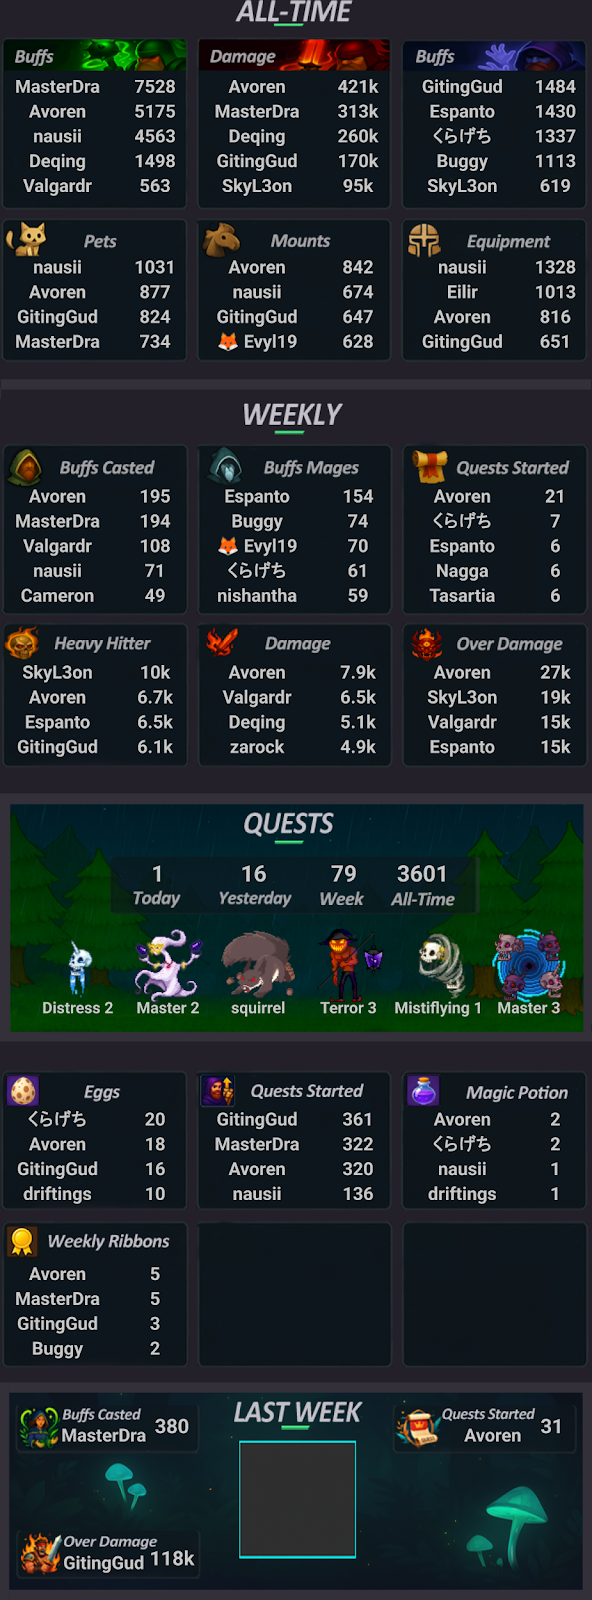 ALL-TIME
Buffs
MasterDra 7528
Avoren 5175
nausii 4563
Deqing 1498
Valgardr 563
Damage
Avoren 421k
MasterDra 313k
Deqing 260k
GitingGud 170k
SkyL3on 95k
Buffs
GitingGud 1484
Espanto 1430
くらげち 1337
Buggy 1113
SkyL3on 619
Pets
nausii 1031
Avoren 877
GitingGud 824
MasterDra 734
Mounts
Avoren 842
nausii 674
GitingGud 647
🦊 Evyl19 628
Equipment
nausii 1328
Eilir 1013
Avoren 816
GitingGud 651
WEEKLY
Buffs Casted
Avoren 195
MasterDra 194
Valgardr 108
nausii 71
Cameron 49
Buffs Mages
Espanto 154
Buggy 74
🦊 Evyl19 70
くらげち 61
nishantha 59
Quests Started
Avoren 21
くらげち 7
Espanto 6
Nagga 6
Tasartia 6
Heavy Hitter
SkyL3on 10k
Avoren 6.7k
Espanto 6.5k
GitingGud 6.1k
Damage
Avoren 7.9k
Valgardr 6.5k
Deqing 5.1k
zarock 4.9k
Over Damage
Avoren 27k
SkyL3on 19k
Valgardr 15k
Espanto 15k
QUESTS
1 16 79 3601
Today Yesterday Week All-Time
Distress 2 Master 2 squirrel Terror 3 Mistiflying 1 Master 3
Eggs
くらげち 20
Avoren 18
GitingGud 16
driftings 10
Quests Started
GitingGud 361
MasterDra 322
Avoren 320
nausii 136
Magic Potion
Avoren 2
くらげち 2
nausii 1
driftings 1
Weekly Ribbons
Avoren 5
MasterDra 5
GitingGud 3
Buggy 2
LAST WEEK
Buffs Casted
MasterDra 380
Quests Started
Avoren 31
Over Damage
GitingGud 118k